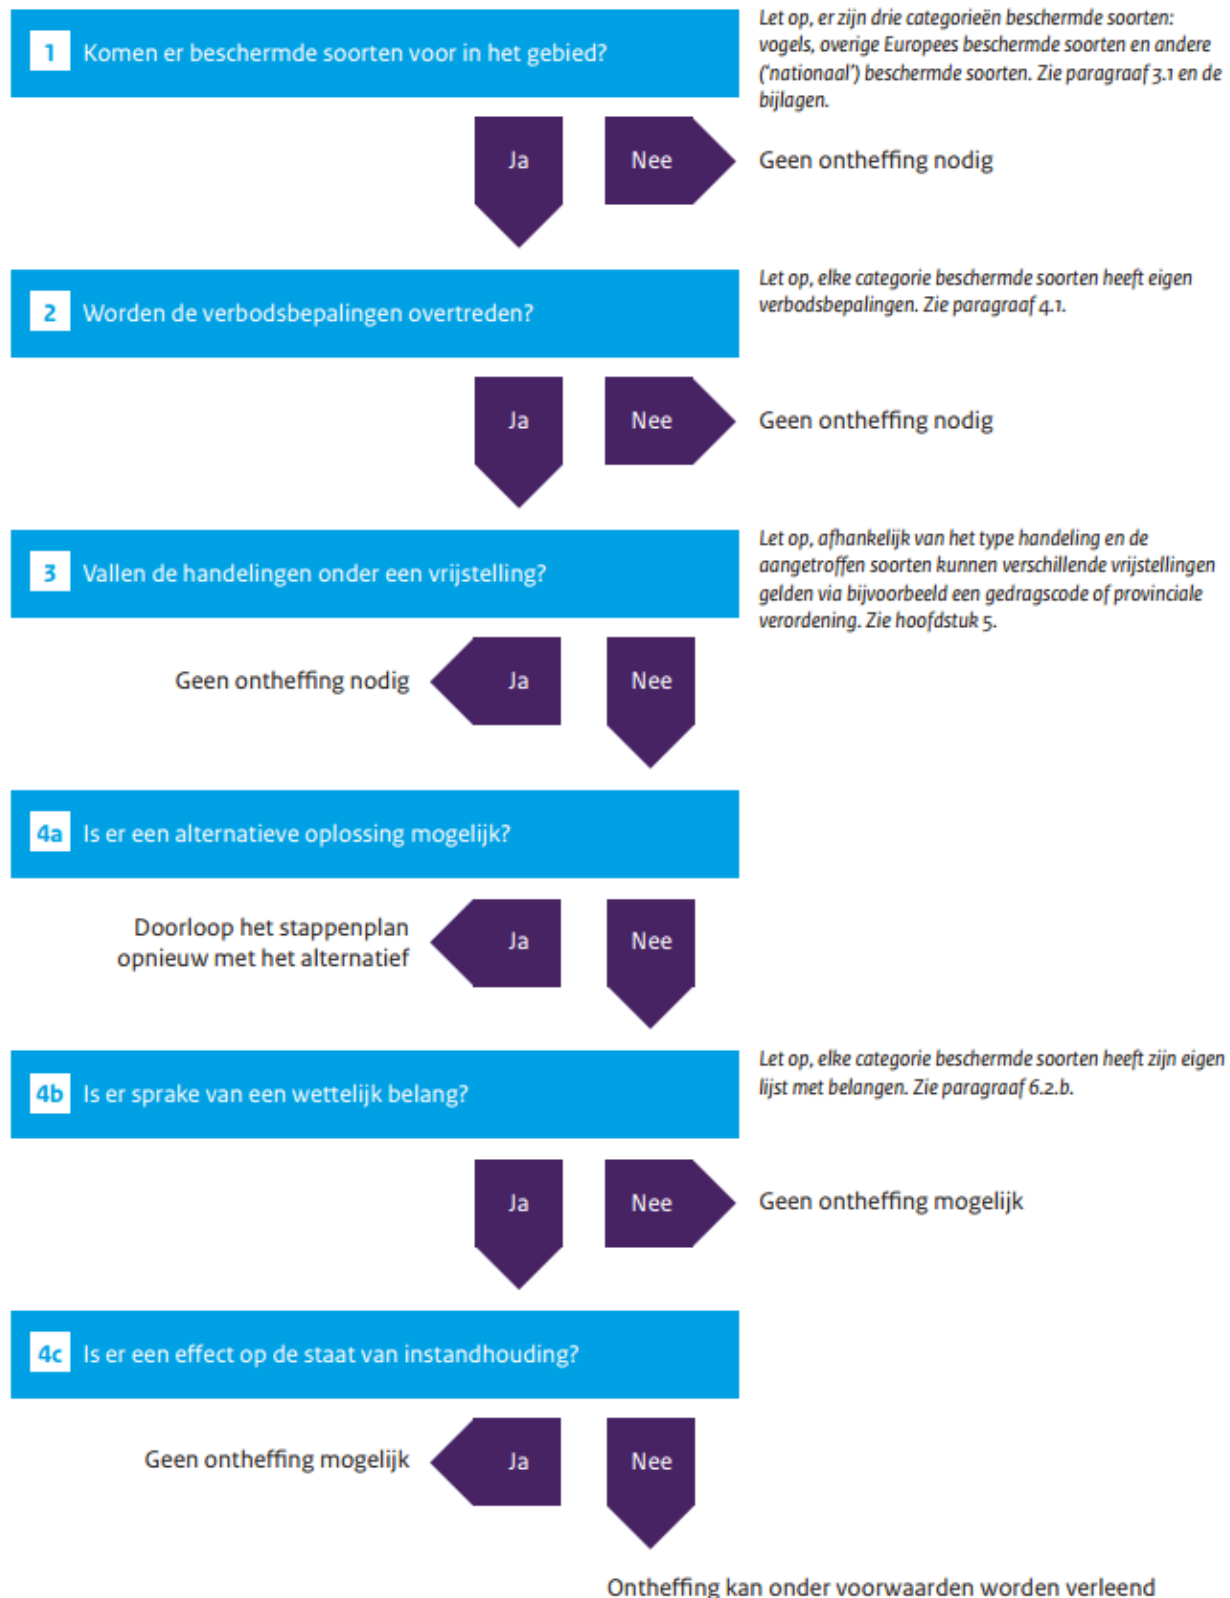 1 Komen er beschermde soorten voor in het gebied?
Let op, er zijn drie categorieën beschermde soorten:
vogels, overige Europees beschermde soorten en andere
('nationaal') beschermde soorten. Zie paragraaf 3.1 en de
bijlagen.
Ja
Nee
Geen ontheffing nodig
2 Worden de verbodsbepalingen overtreden?
Let op, elke categorie beschermde soorten heeft eigen
verbodsbepalingen. Zie paragraaf 4.1.
Ja
Nee
Geen ontheffing nodig
3 Vallen de handelingen onder een vrijstelling?
Let op, afhankelijk van het type handeling en de
aangetroffen soorten kunnen verschillende vrijstellingen
gelden via bijvoorbeeld een gedragscode of provinciale
verordening. Zie hoofdstuk 5.
Geen ontheffing nodig
Ja
Nee
4a Is er een alternatieve oplossing mogelijk?
Doorloop het stappenplan
opnieuw met het alternatief
Ja
Nee
4b Is er sprake van een wettelijk belang?
Let op, elke categorie beschermde soorten heeft zijn eigen
lijst met belangen. Zie paragraaf 6.2.b.
Ja
Nee
Geen ontheffing mogelijk
4c Is er een effect op de staat van instandhouding?
Geen ontheffing mogelijk
Ja
Nee
Ontheffing kan onder voorwaarden worden verleend